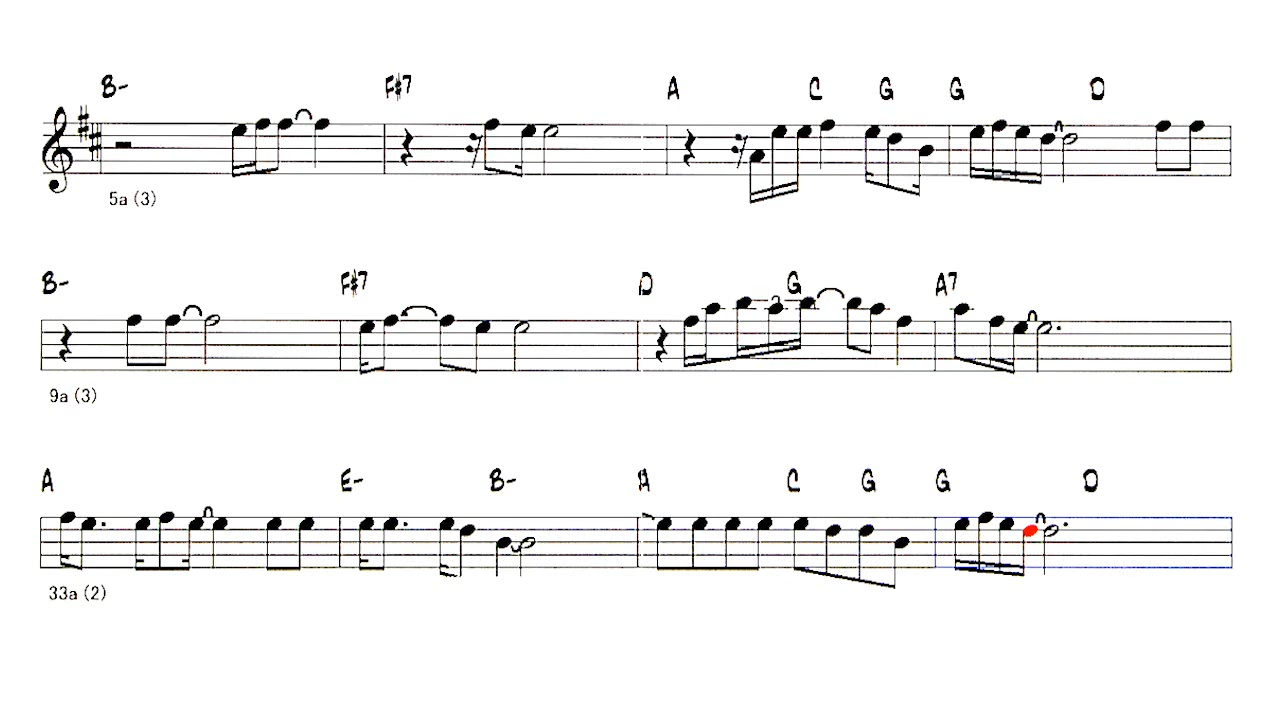 B- F#7 A C G G D
5a (3)
B- F#7 D G A7
9a (3)
A E- B- A C G G D
33a (2)